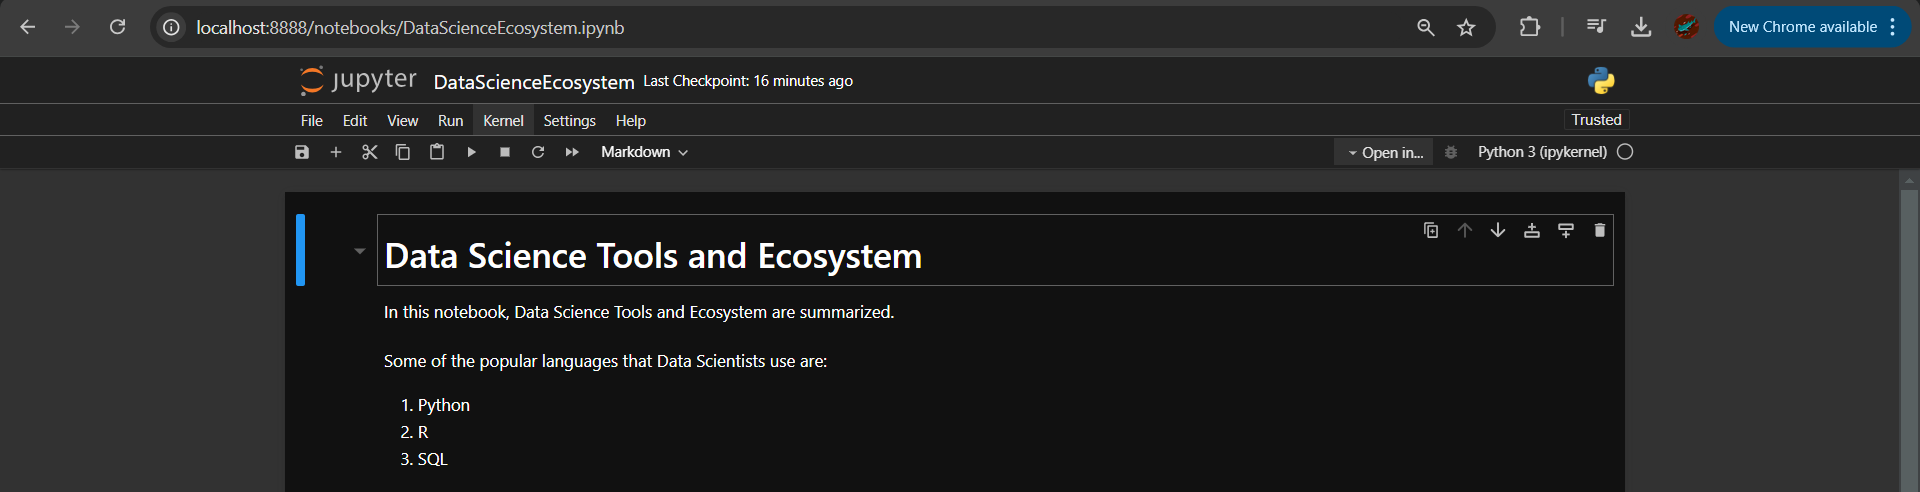 localhost:8888/notebooks/DataScienceEcosystem.ipynb
New Chrome available
jupyter DataScienceEcosystem Last Checkpoint: 16 minutes ago
File Edit View Run Kernel Settings Help
Trusted
Markdown
Open in...
Python 3 (ipykernel)
Data Science Tools and Ecosystem
In this notebook, Data Science Tools and Ecosystem are summarized.
Some of the popular languages that Data Scientists use are:
1. Python
2. R
3. SQL